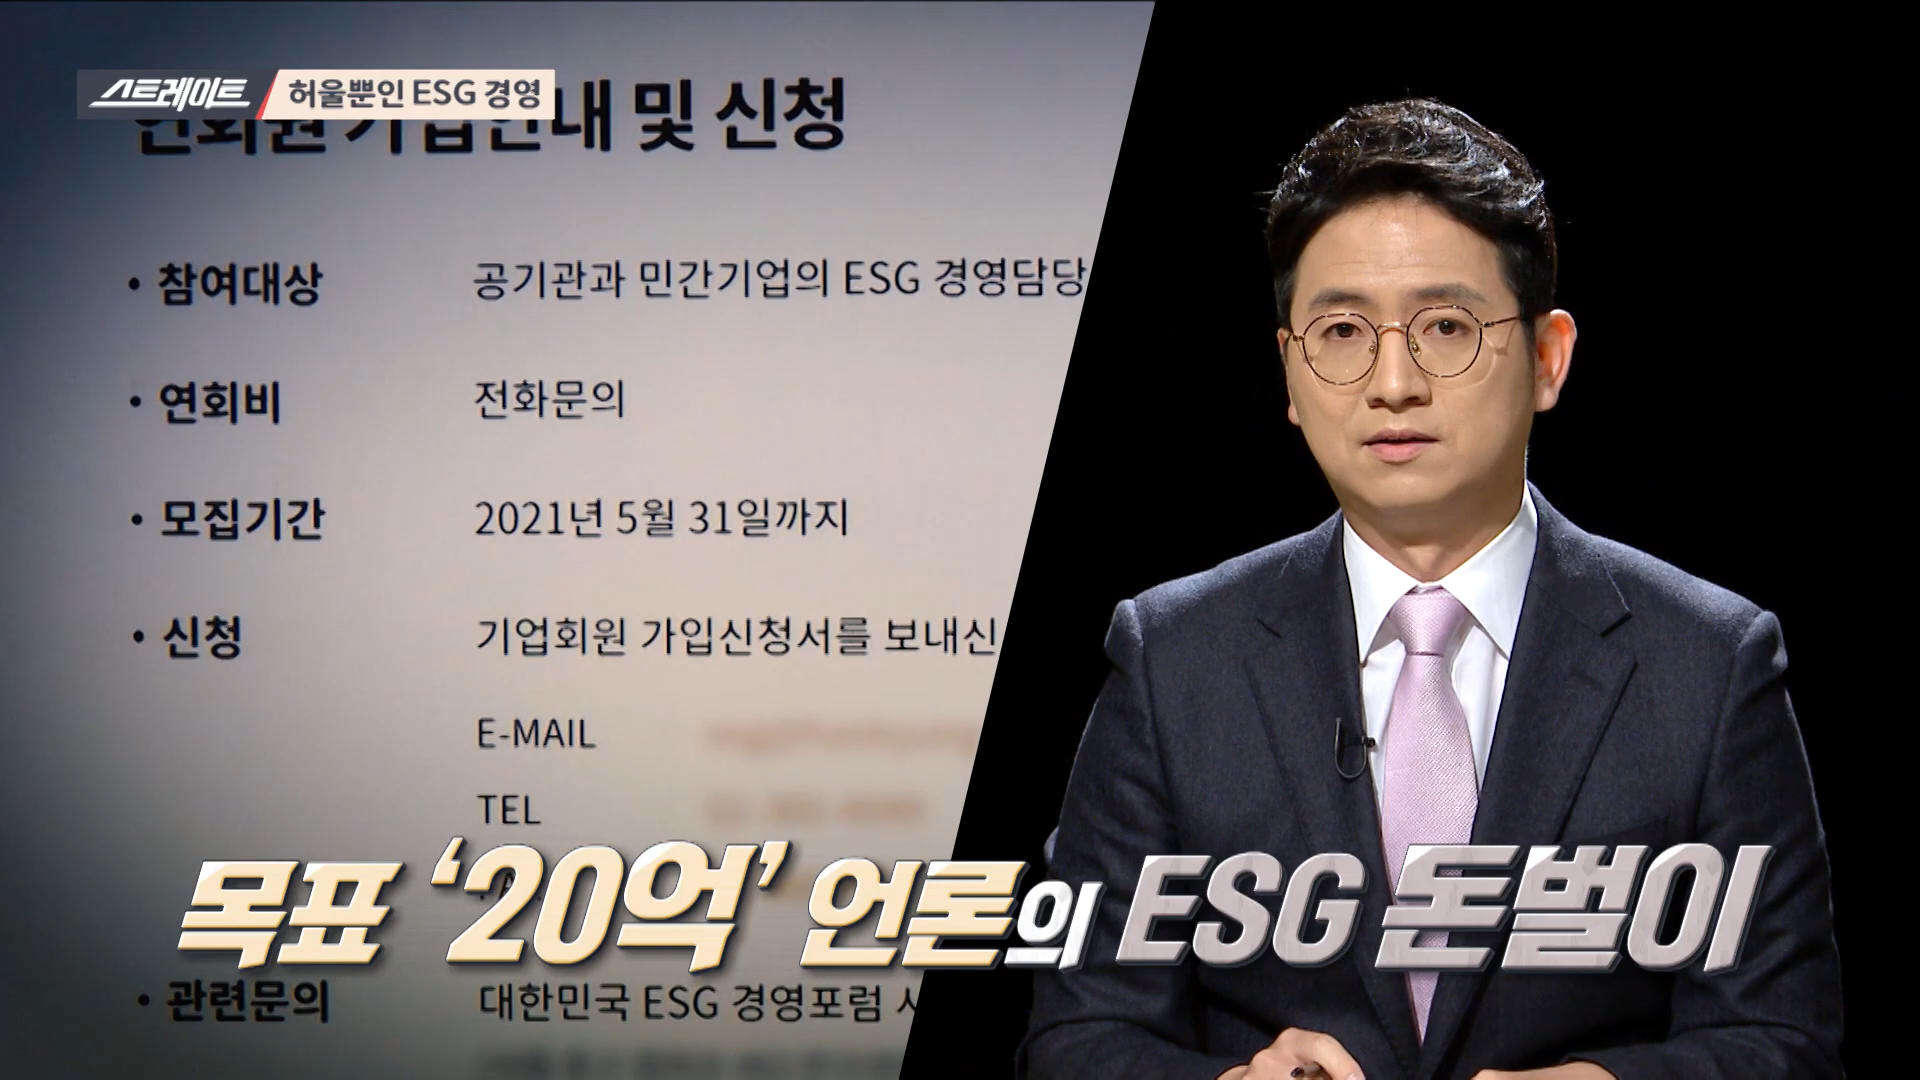 스트레이트 허울뿐인 ESG 경영
연회원 가입안내 및 신청
• 참여대상 공기관과 민간기업의 ESG 경영담당
• 연회비 전화문의
• 모집기간 2021년 5월 31일까지
• 신청 기업회원 가입신청서를 보내신
E-MAIL
TEL
목표 ‘20억’ 언론의 ESG 돈벌이
• 관련문의 대한민국 ESG 경영포럼 사